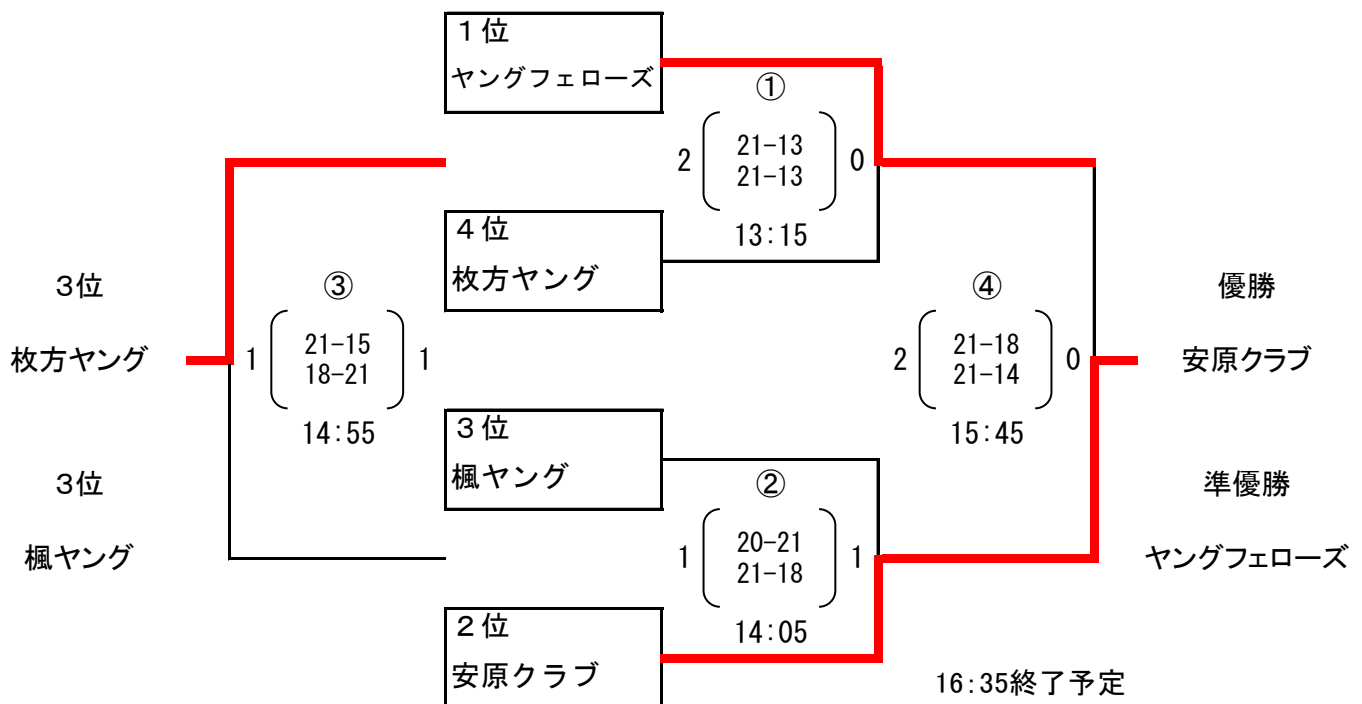 １位
ヤングフェローズ
①
2 21-13 0
21-13
13:15
４位
枚方ヤング
3位
枚方ヤング
③
1 21-15 1
18-21
14:55
3位
楓ヤング
④
2 21-18 0
21-14
15:45
優勝
安原クラブ
３位
楓ヤング
②
1 20-21 1
21-18
14:05
準優勝
ヤングフェローズ
２位
安原クラブ
16:35終了予定